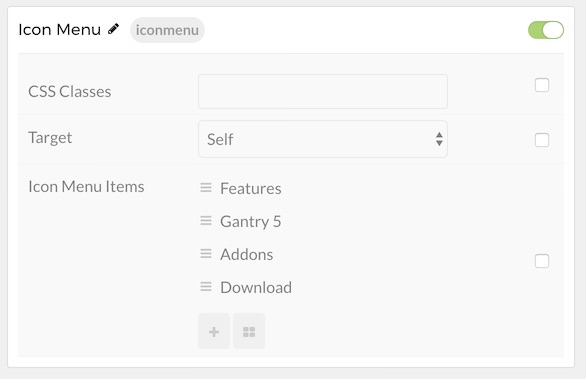 Icon Menu iconmenu
CSS Classes
Target Self
Icon Menu Items Features
Gantry 5
Addons
Download